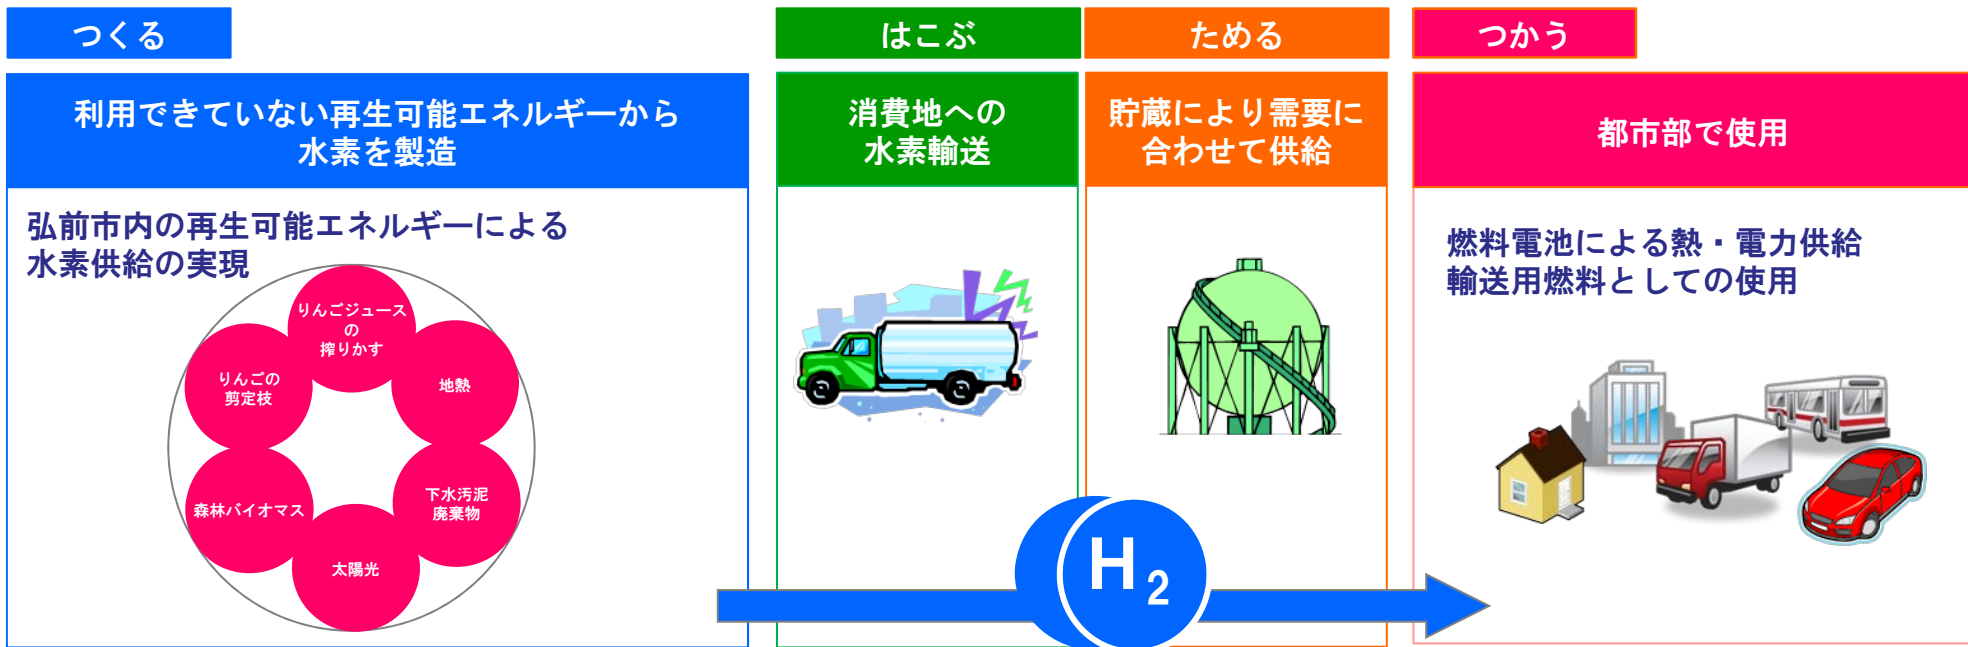 つくる
利用できていない再生可能エネルギーから
水素を製造
弘前市内の再生可能エネルギーによる
水素供給の実現
りんごジュース
の
搾りかす
地熱
下水汚泥
廃棄物
太陽光
森林バイオマス
りんごの
剪定枝
はこぶ
消費地への
水素輸送
ためる
貯蔵により需要に
合わせて供給
H2
つかう
都市部で使用
燃料電池による熱・電力供給
輸送用燃料としての使用